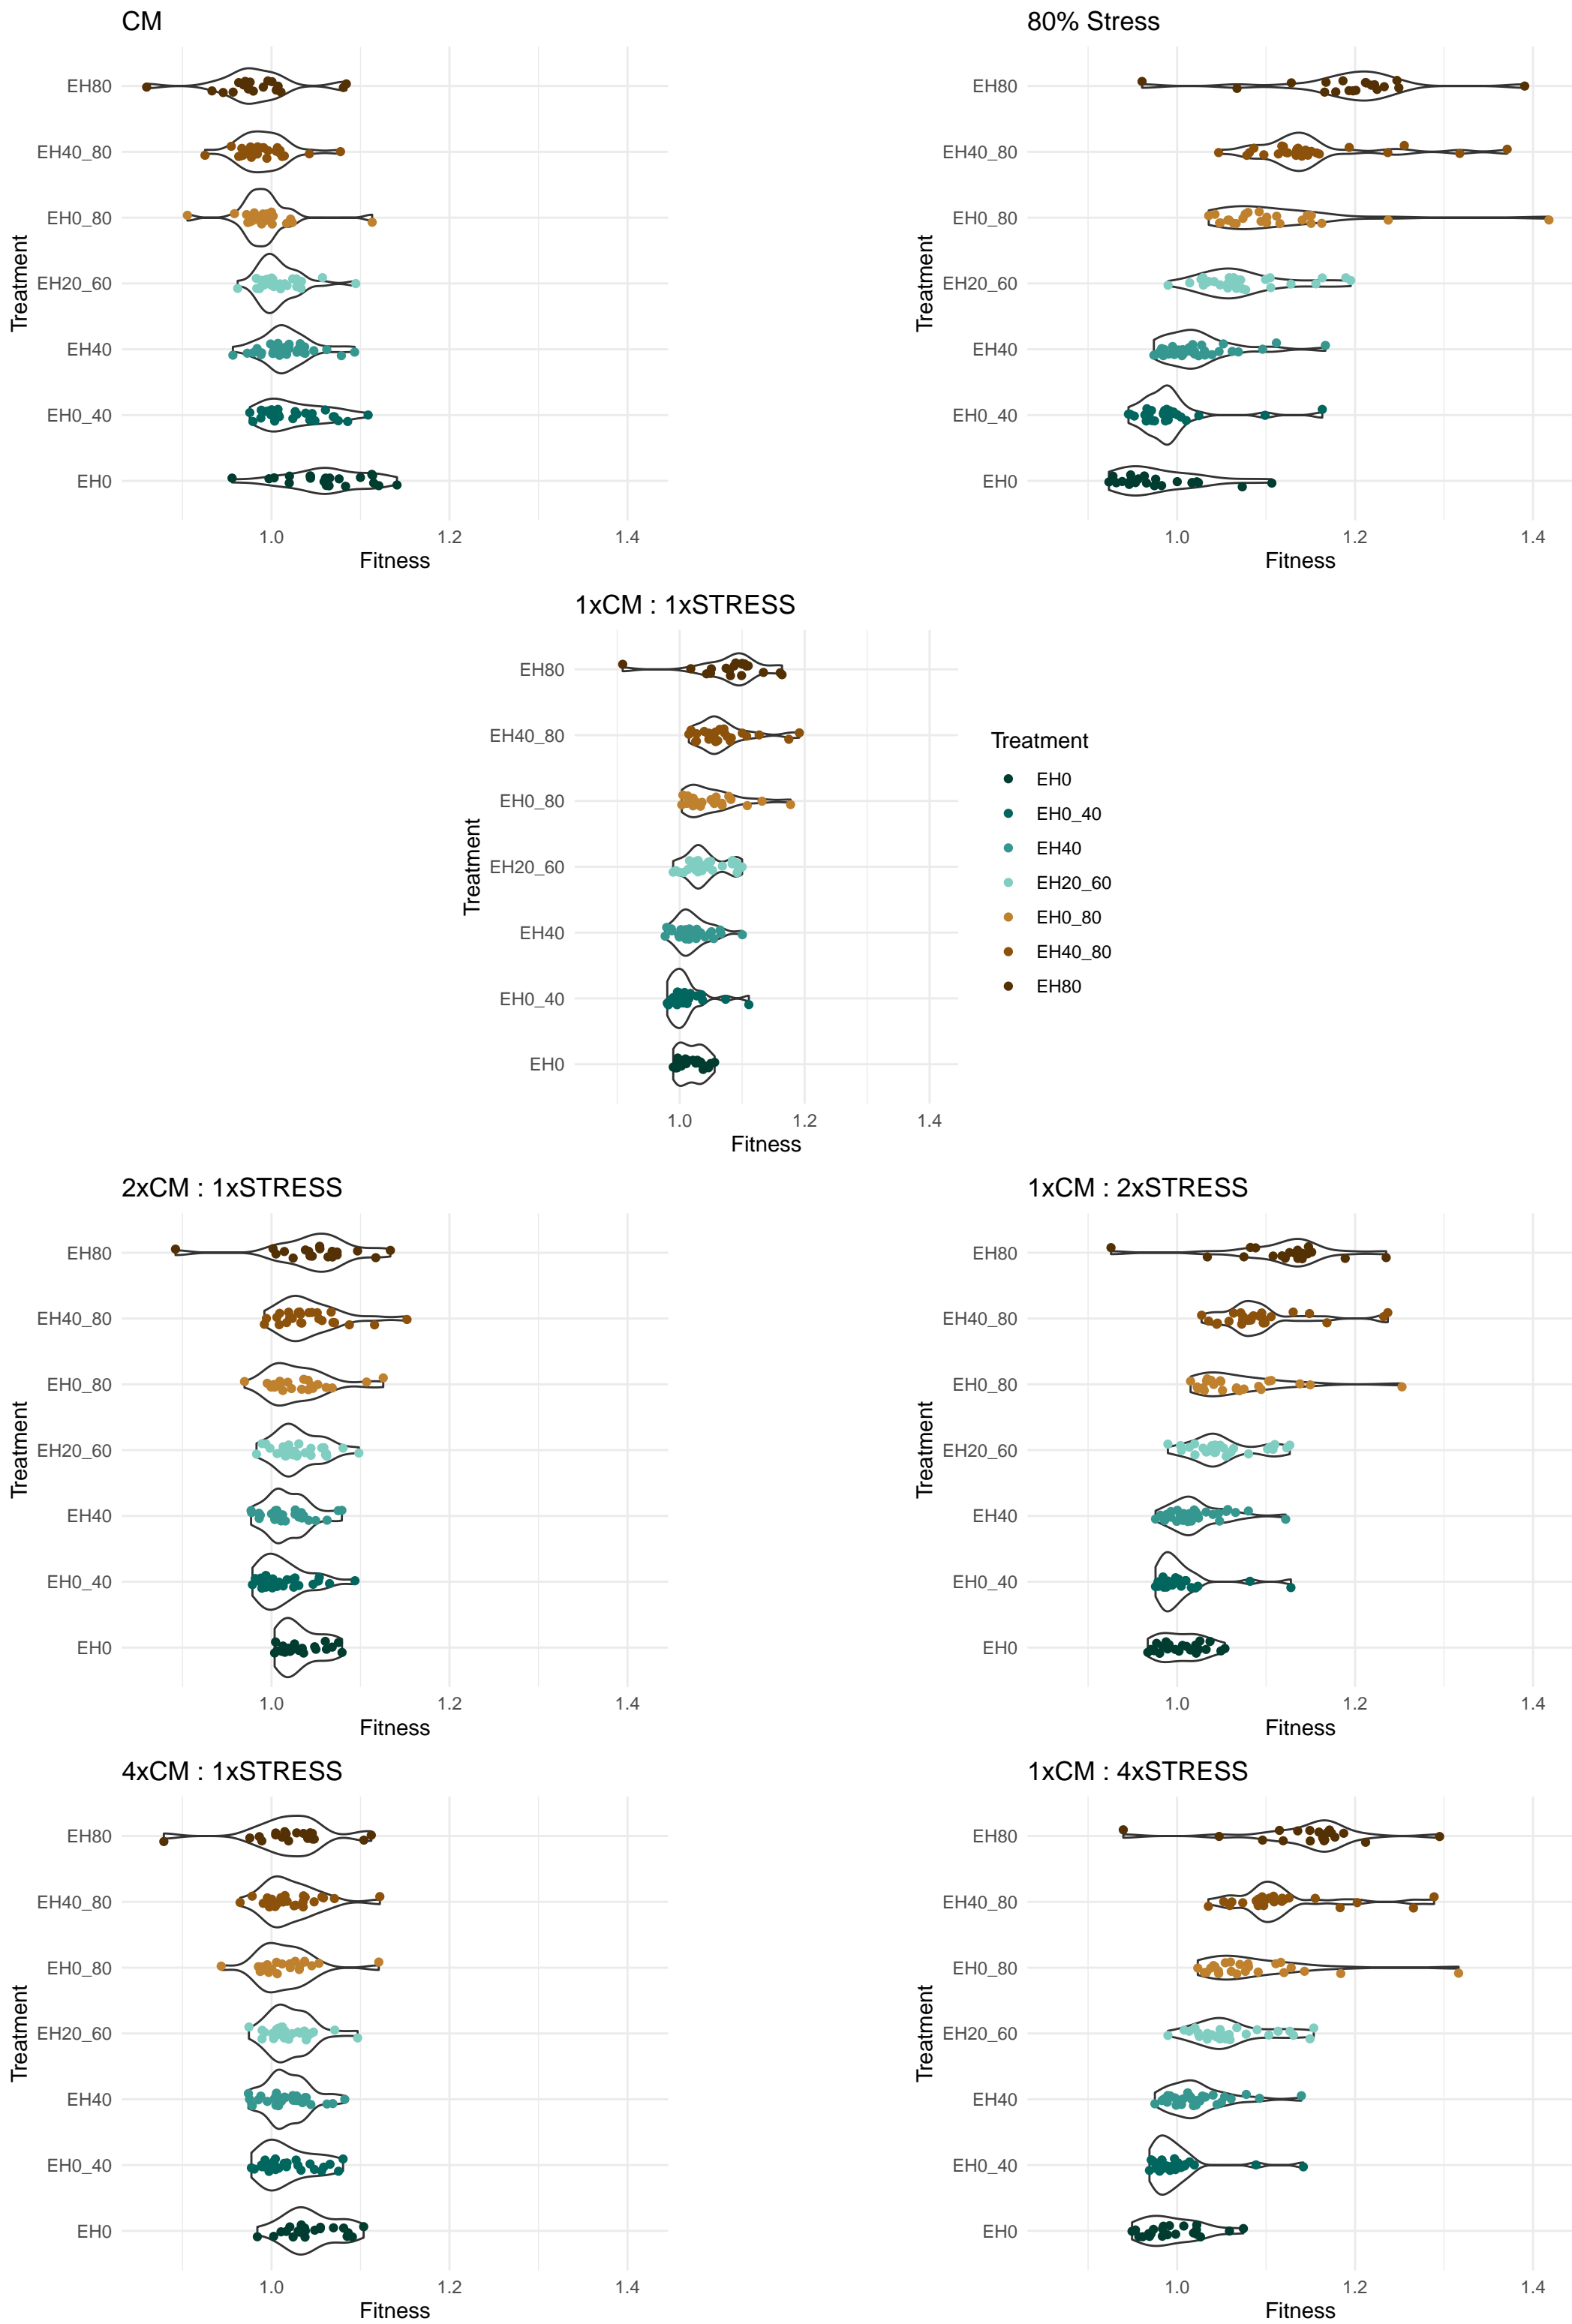 CM
Treatment
EH80
EH40_80
EH0_80
EH20_60
EH40
EH0_40
EH0
1.0 1.2 1.4
Fitness
80% Stress
Treatment
EH80
EH40_80
EH0_80
EH20_60
EH40
EH0_40
EH0
1.0 1.2 1.4
Fitness
1xCM : 1xSTRESS
Treatment
EH80
EH40_80
EH0_80
EH20_60
EH40
EH0_40
EH0
1.0 1.2 1.4
Fitness
Treatment
EH0
EH0_40
EH40
EH20_60
EH0_80
EH40_80
EH80
2xCM : 1xSTRESS
Treatment
EH80
EH40_80
EH0_80
EH20_60
EH40
EH0_40
EH0
1.0 1.2 1.4
Fitness
1xCM : 2xSTRESS
Treatment
EH80
EH40_80
EH0_80
EH20_60
EH40
EH0_40
EH0
1.0 1.2 1.4
Fitness
4xCM : 1xSTRESS
Treatment
EH80
EH40_80
EH0_80
EH20_60
EH40
EH0_40
EH0
1.0 1.2 1.4
Fitness
1xCM : 4xSTRESS
Treatment
EH80
EH40_80
EH0_80
EH20_60
EH40
EH0_40
EH0
1.0 1.2 1.4
Fitness